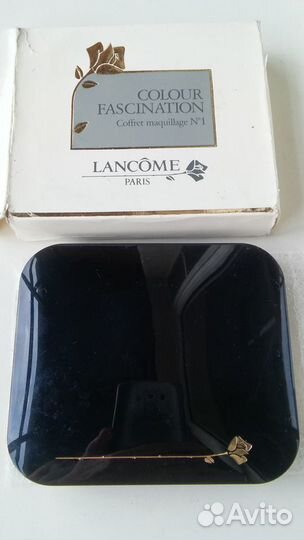 COLOUR
FASCINATION
Coffret maquillage N°1
LANCÔME
PARIS
Avito